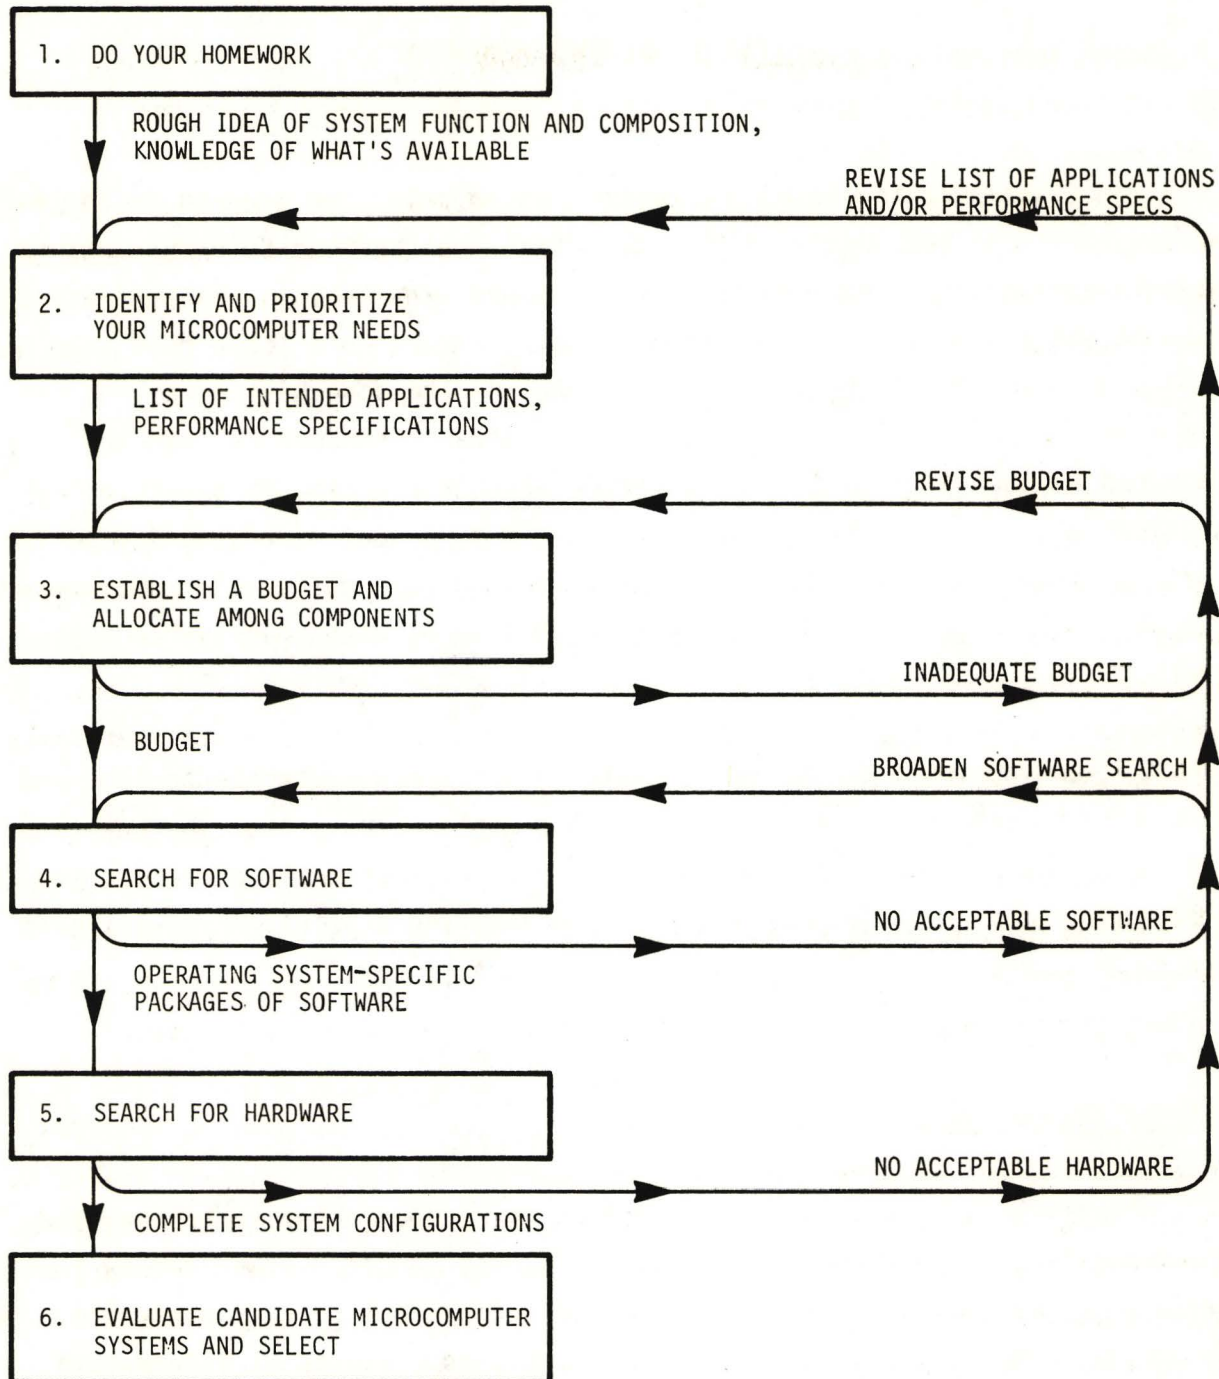 1. DO YOUR HOMEWORK
ROUGH IDEA OF SYSTEM FUNCTION AND COMPOSITION,
KNOWLEDGE OF WHAT'S AVAILABLE
REVISE LIST OF APPLICATIONS
AND/OR PERFORMANCE SPECS
2. IDENTIFY AND PRIORITIZE
YOUR MICROCOMPUTER NEEDS
LIST OF INTENDED APPLICATIONS,
PERFORMANCE SPECIFICATIONS
REVISE BUDGET
3. ESTABLISH A BUDGET AND
ALLOCATE AMONG COMPONENTS
INADEQUATE BUDGET
BUDGET
BROADEN SOFTWARE SEARCH
4. SEARCH FOR SOFTWARE
NO ACCEPTABLE SOFTWARE
OPERATING SYSTEM-SPECIFIC
PACKAGES OF SOFTWARE
5. SEARCH FOR HARDWARE
NO ACCEPTABLE HARDWARE
COMPLETE SYSTEM CONFIGURATIONS
6. EVALUATE CANDIDATE MICROCOMPUTER
SYSTEMS AND SELECT